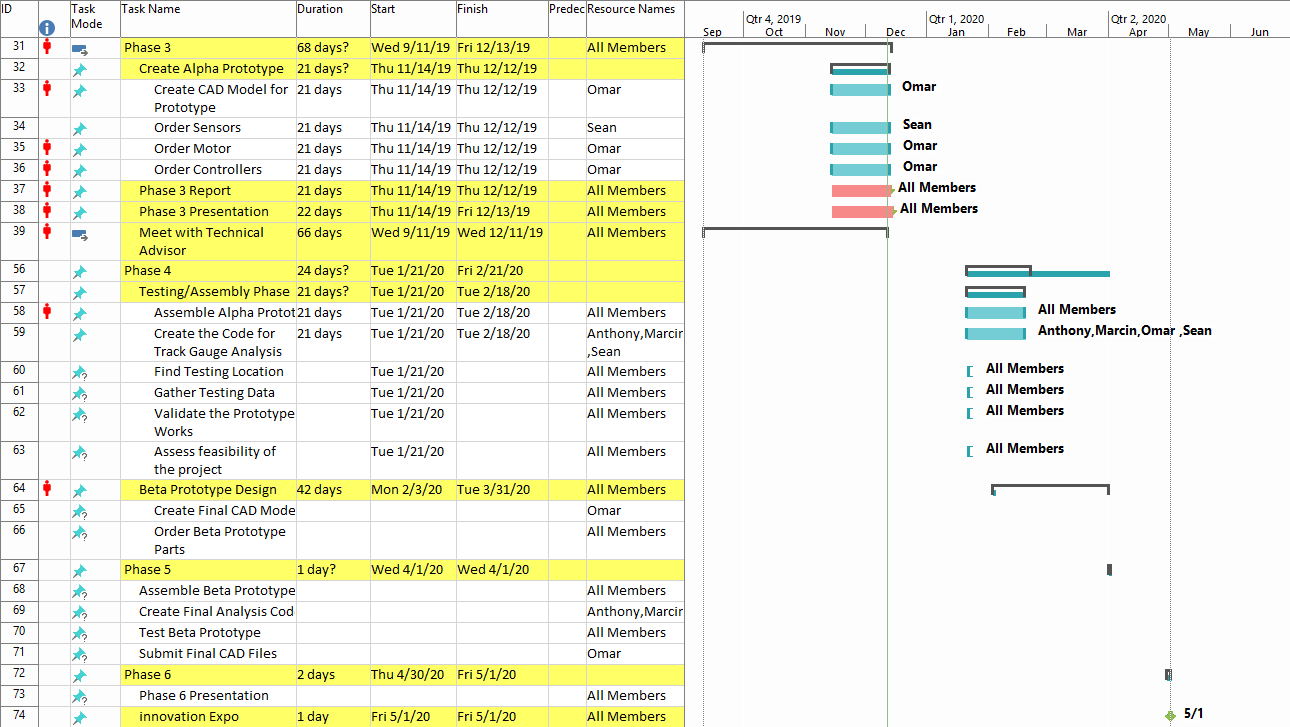 ID Task Mode Task Name Duration Start Finish Predec Resource Names
Qtr 4, 2019 Qtr 1, 2020 Qtr 2, 2020
Sep Oct Nov Dec Jan Feb Mar Apr May Jun
31 Phase 3 68 days? Wed 9/11/19 Fri 12/13/19 All Members
32 Create Alpha Prototype 21 days? Thu 11/14/19 Thu 12/12/19
33 Create CAD Model for 21 days Thu 11/14/19 Thu 12/12/19 Omar Omar
Prototype
34 Order Sensors 21 days Thu 11/14/19 Thu 12/12/19 Sean Sean
35 Order Motor 21 days Thu 11/14/19 Thu 12/12/19 Omar Omar
36 Order Controllers 21 days Thu 11/14/19 Thu 12/12/19 Omar Omar
37 Phase 3 Report 21 days Thu 11/14/19 Thu 12/12/19 All Members All Members
38 Phase 3 Presentation 22 days Thu 11/14/19 Fri 12/13/19 All Members All Members
39 Meet with Technical 66 days Wed 9/11/19 Wed 12/11/19 All Members
Advisor
56 Phase 4 24 days? Tue 1/21/20 Fri 2/21/20
57 Testing/Assembly Phase 21 days? Tue 1/21/20 Tue 2/18/20
58 Assemble Alpha Protot 21 days Tue 1/21/20 Tue 2/18/20 All Members All Members
59 Create the Code for 21 days Tue 1/21/20 Tue 2/18/20 Anthony,Marcir Anthony,Marcin,Omar ,Sean
Track Gauge Analysis ,Sean
60 Find Testing Location Tue 1/21/20 All Members All Members
61 Gather Testing Data Tue 1/21/20 All Members All Members
62 Validate the Prototype Tue 1/21/20 All Members All Members
Works
63 Assess feasibility of Tue 1/21/20 All Members All Members
the project
64 Beta Prototype Design 42 days Mon 2/3/20 Tue 3/31/20 All Members
65 Create Final CAD Mode Omar
66 Order Beta Prototype All Members
Parts
67 Phase 5 1 day? Wed 4/1/20 Wed 4/1/20
68 Assemble Beta Prototype All Members
69 Create Final Analysis Cod Anthony,Marcir
70 Test Beta Prototype All Members
71 Submit Final CAD Files Omar
72 Phase 6 2 days Thu 4/30/20 Fri 5/1/20
73 Phase 6 Presentation All Members
74 innovation Expo 1 day Fri 5/1/20 Fri 5/1/20 All Members 5/1